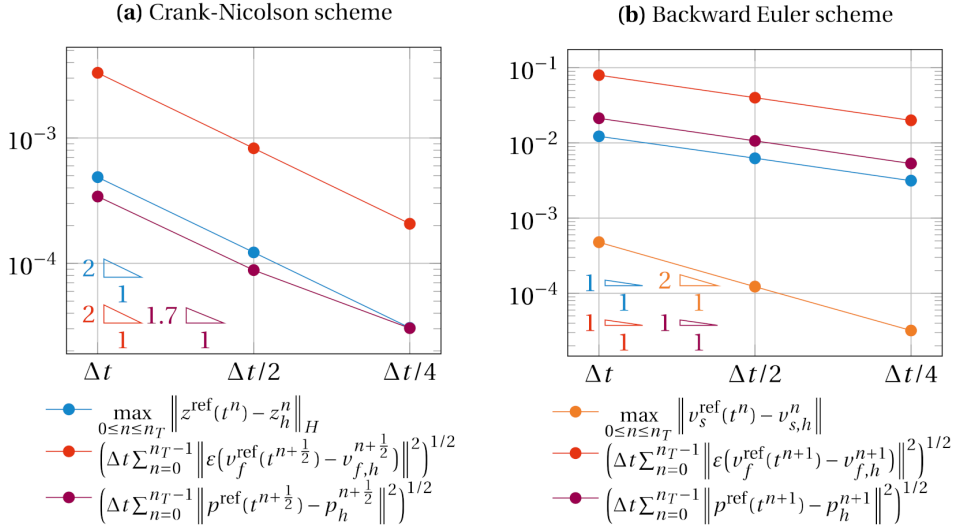 (a) Crank-Nicolson scheme
10^{-3}
10^{-4}
2
1
2
1
1.7
1
Δt
Δt/2
Δt/4
max_{0≤n≤n_T} ‖z^{ref}(t^n) − z_h^n‖_H
(Δt ∑_{n=0}^{n_T−1} ‖ε(v_f^{ref}(t^{n+1/2}) − v_{f,h}^{n+1/2})‖^2)^{1/2}
(Δt ∑_{n=0}^{n_T−1} ‖p^{ref}(t^{n+1/2}) − p_h^{n+1/2}‖^2)^{1/2}
(b) Backward Euler scheme
10^{-1}
10^{-2}
10^{-3}
10^{-4}
1
1
2
1
1
1
1
1
Δt
Δt/2
Δt/4
max_{0≤n≤n_T} ‖v_s^{ref}(t^n) − v_{s,h}^n‖
(Δt ∑_{n=0}^{n_T−1} ‖ε(v_f^{ref}(t^{n+1}) − v_{f,h}^{n+1})‖^2)^{1/2}
(Δt ∑_{n=0}^{n_T−1} ‖p^{ref}(t^{n+1}) − p_h^{n+1}‖^2)^{1/2}